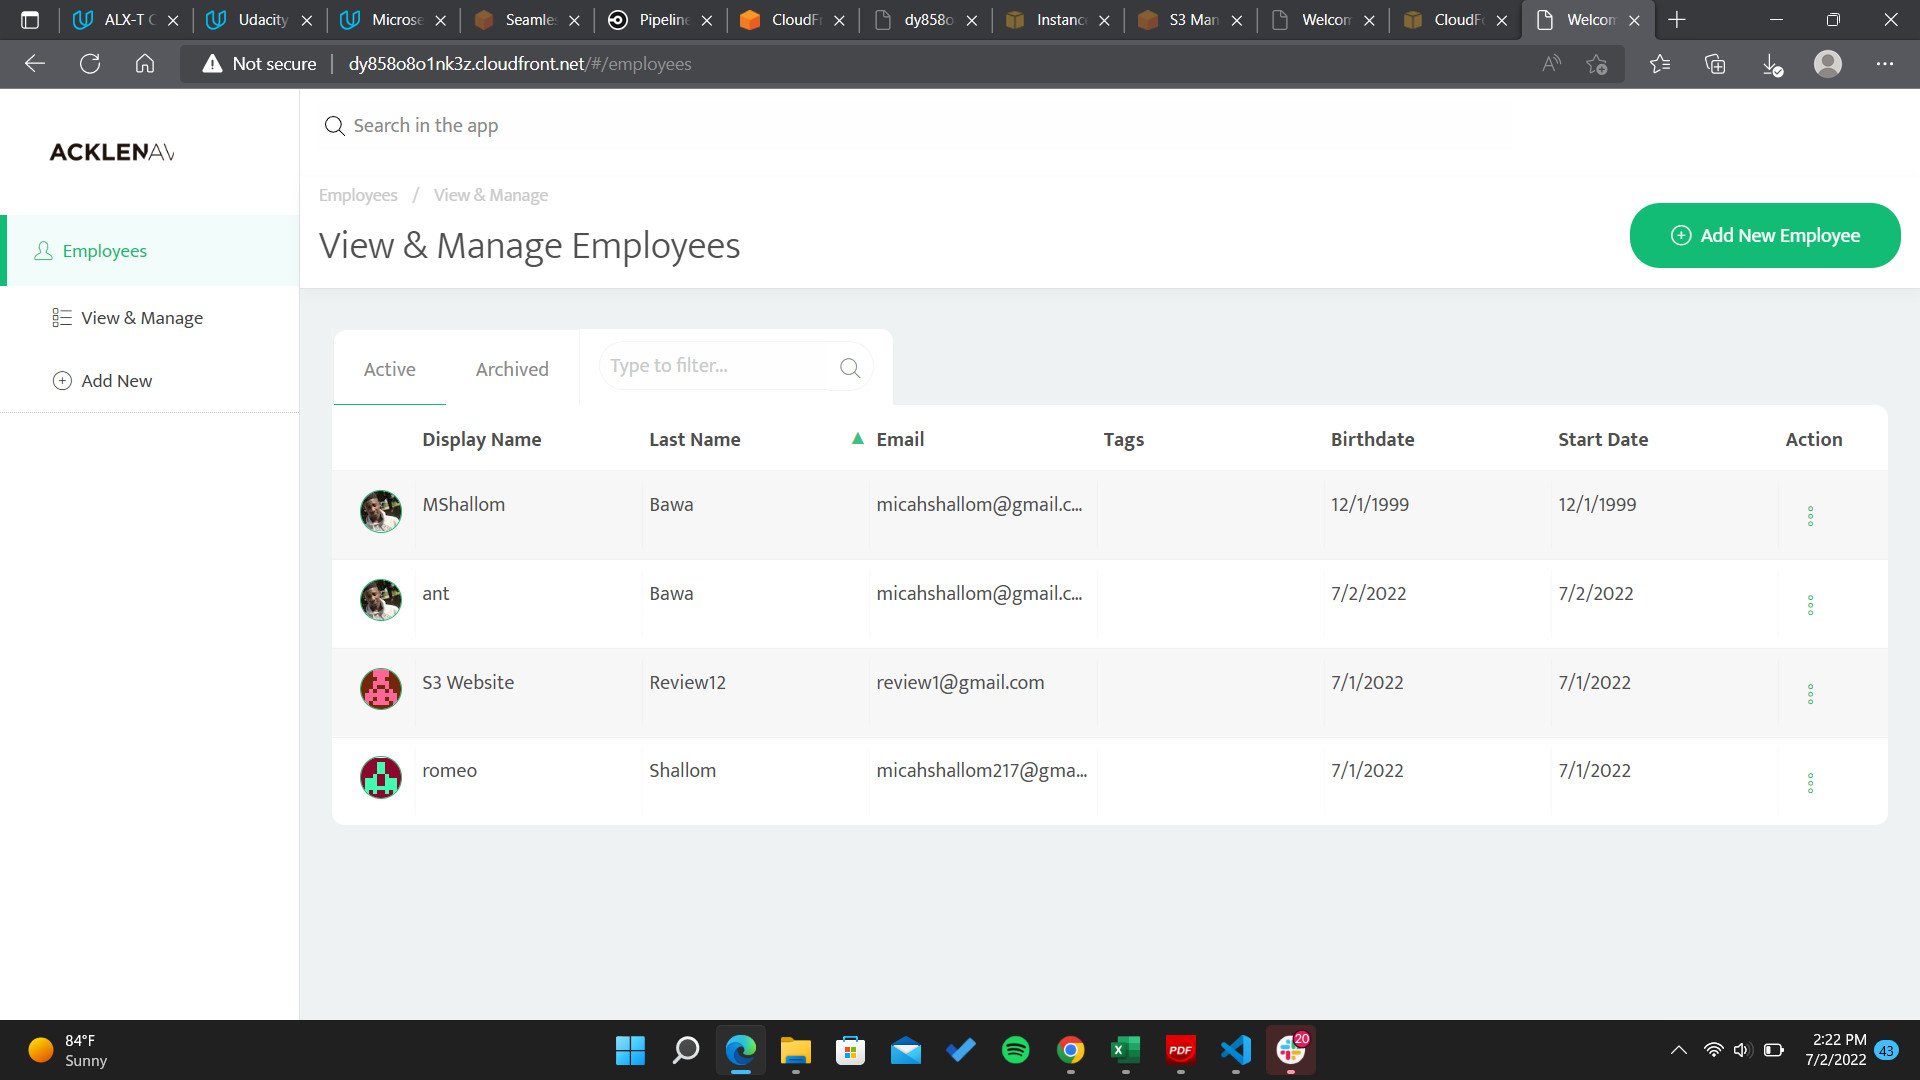 ALX-T C
Udacity
Microse
Seamle
Pipeline
CloudFr
dy858o
Instanc
S3 Man
Welcom
CloudFo
Welcom
Not secure
dy858o8o1nk3z.cloudfront.net/#/employees
ACKLENAV
Search in the app
Employees / View & Manage
View & Manage Employees
Add New Employee
Employees
View & Manage
Add New
Active
Archived
Type to filter...
Display Name Last Name Email Tags Birthdate Start Date Action
MShallom Bawa micahshallom@gmail.c... 12/1/1999 12/1/1999
ant Bawa micahshallom@gmail.c... 7/2/2022 7/2/2022
S3 Website Review12 review1@gmail.com 7/1/2022 7/1/2022
romeo Shallom micahshallom217@gma... 7/1/2022 7/1/2022
84°F
Sunny
PDF
20
2:22 PM
7/2/2022
43